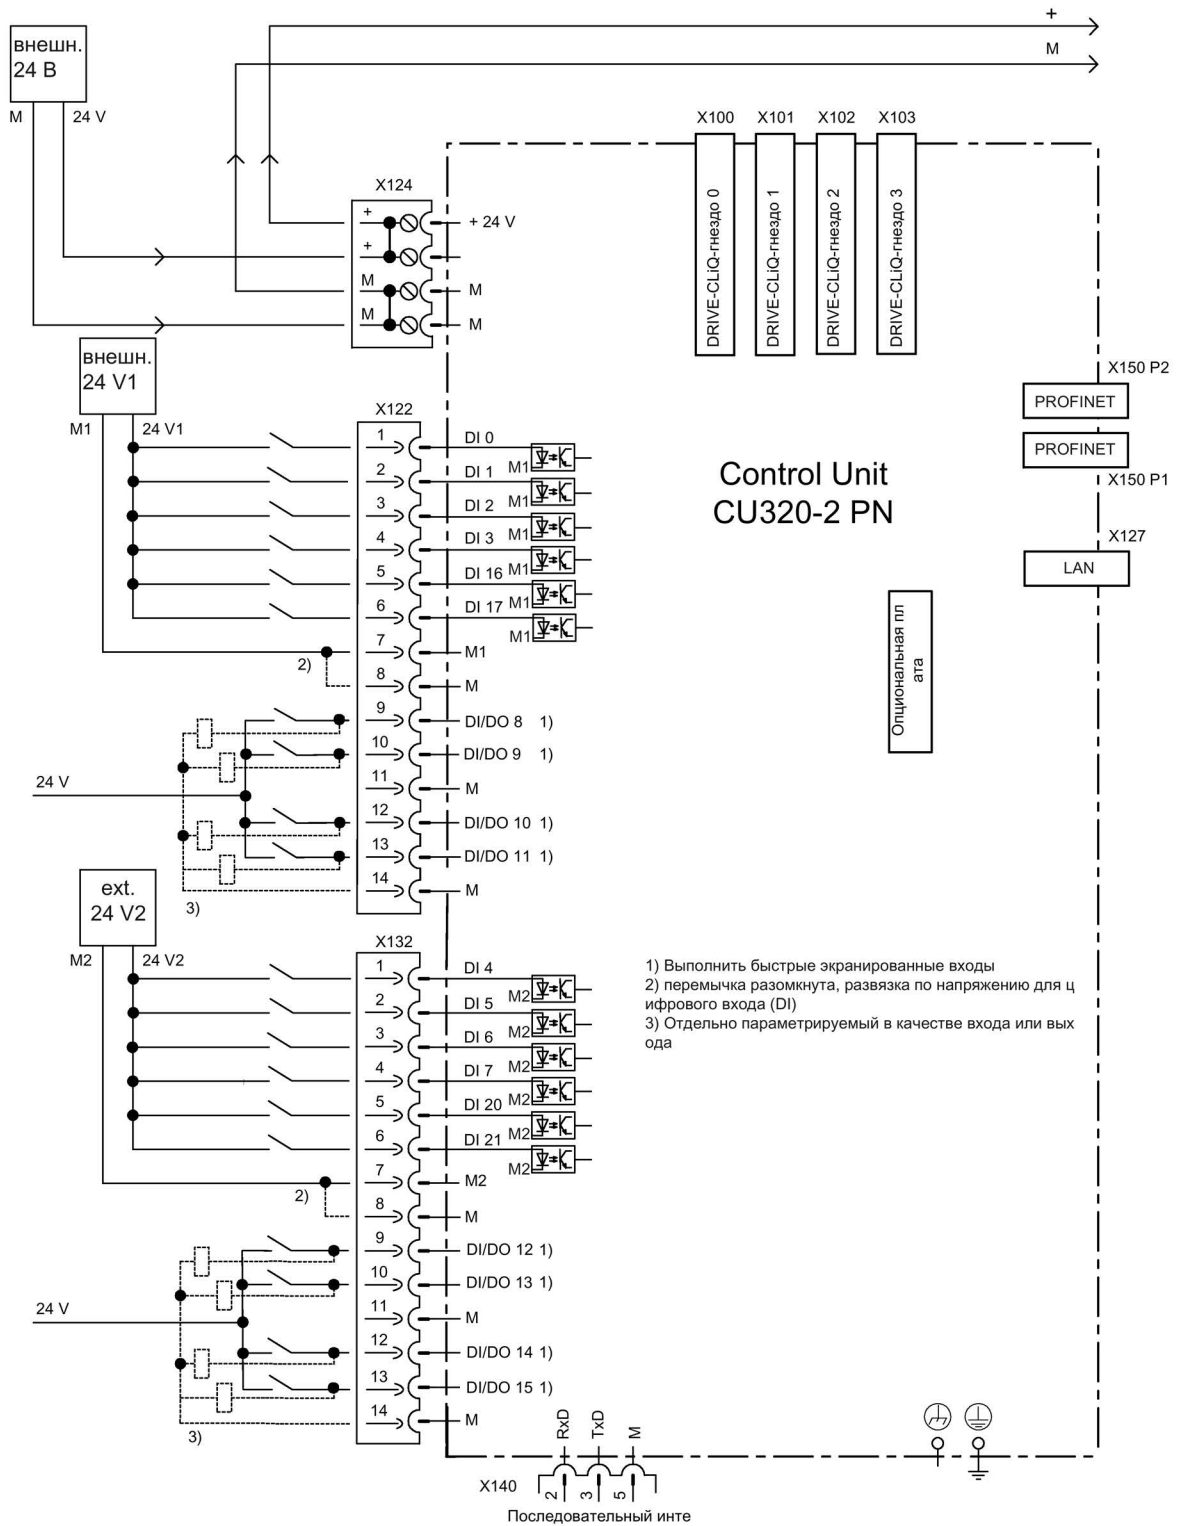 +
внешн.
24 В
M
M 24 V
X100 X101 X102 X103
DRIVE-CLiQ-гнездо 0
DRIVE-CLiQ-гнездо 1
DRIVE-CLiQ-гнездо 2
DRIVE-CLiQ-гнездо 3
X124
+ + 24 V
+
M M
M M
внешн.
24 V1
M1 24 V1
X150 P2
PROFINET
PROFINET
X150 P1
X127
LAN
Control Unit
CU320-2 PN
Опциональная пл
ата
X122
1 DI 0
M1
2 DI 1
M1
3 DI 2
M1
4 DI 3
M1
5 DI 16
M1
6 DI 17
M1
2) 7 M1
8 M
9 DI/DO 8 1)
10 DI/DO 9 1)
24 V 11 M
12 DI/DO 10 1)
13 DI/DO 11 1)
14 M
3)
ext.
24 V2
M2 24 V2
X132
1 DI 4
M2
2 DI 5
M2
3 DI 6
M2
4 DI 7
M2
5 DI 20
M2
6 DI 21
M2
2) 7 M2
8 M
9 DI/DO 12 1)
10 DI/DO 13 1)
24 V 11 M
12 DI/DO 14 1)
13 DI/DO 15 1)
14 M
3)
1) Выполнить быстрые экранированные входы
2) перемычка разомкнута, развязка по напряжению для ц
ифрового входа (DI)
3) Отдельно параметрируемый в качестве входа или вых
ода
RxD TxD M
X140 2 3 5
Последовательный инте